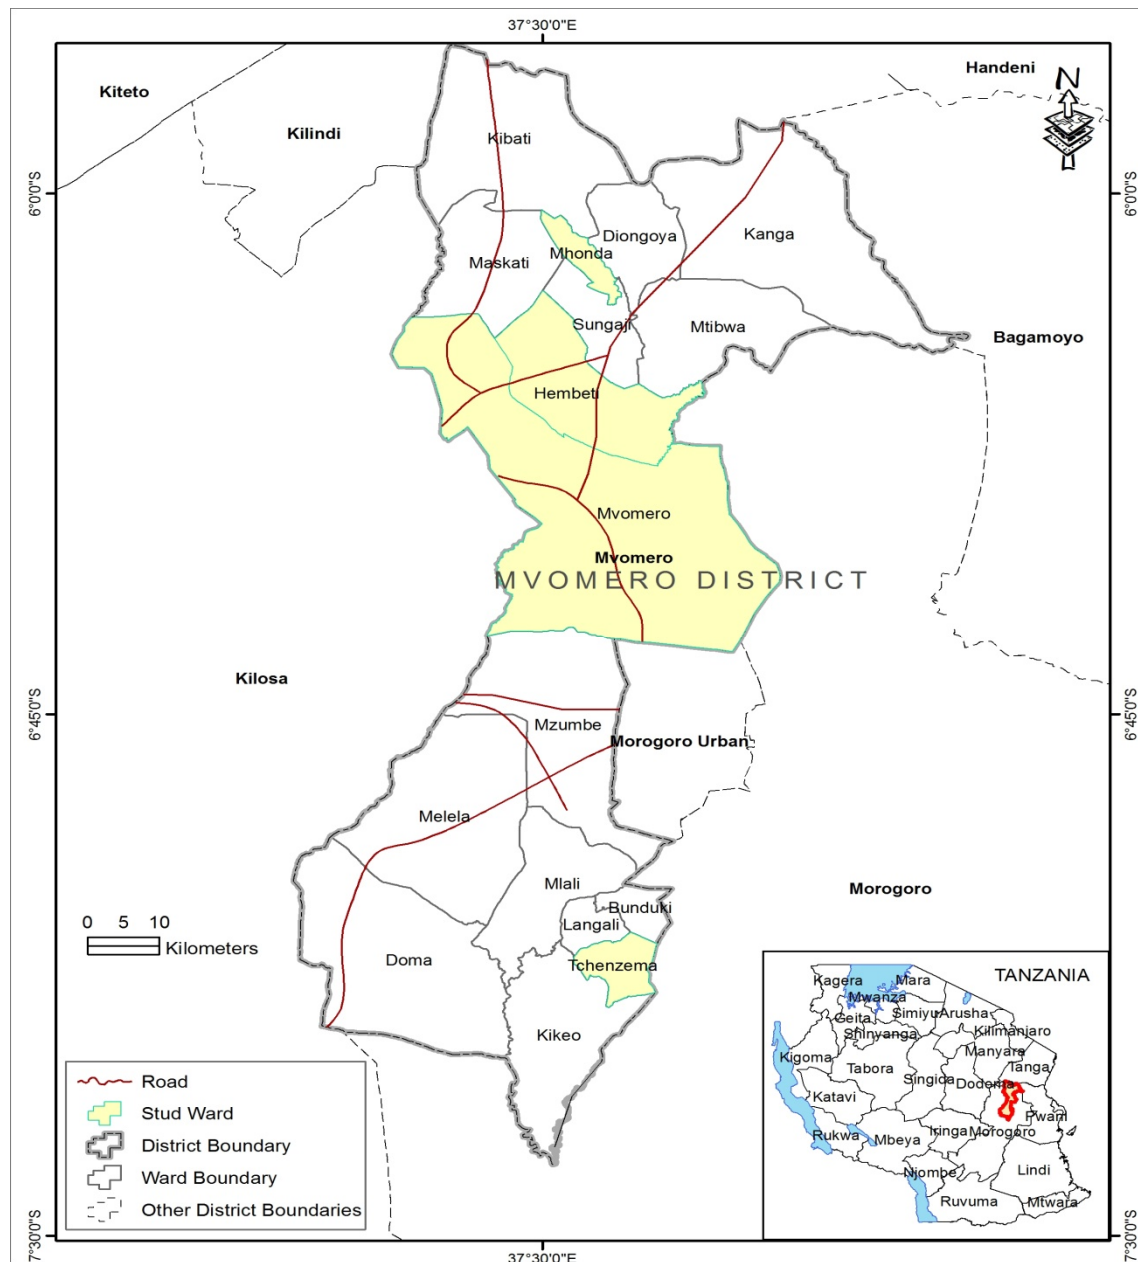 37°30'0"E
Handeni
N
Kiteto
Kilindi
Kibati
6°0'0"S
6°0'0"S
Diongoya
Kanga
Mhonda
Maskati
Sungaji
Mtibwa
Bagamoyo
Hembeti
Mvomero
Mvomero
MVOMERO DISTRICT
Kilosa
6°45'0"S
6°45'0"S
Mzumbe
Morogoro Urban
Melela
Mlali
Morogoro
Bunduki
Langali
0 5 10
Kilometers
Doma
Tchenzema
Kikeo
Road
Stud Ward
District Boundary
Ward Boundary
Other District Boundaries
TANZANIA
Kagera
Mara
Mwanza
Geita
Simiyu
Arusha
Shinyanga
Kilimanjaro
Kigoma
Manyara
Tabora
Tanga
Singida
Dodoma
Katavi
Pwani
Rukwa
Mbeya
Iringa
Morogoro
Njombe
Lindi
Ruvuma
Mtwara
7°30'0"S
7°30'0"S
37°30'0"E